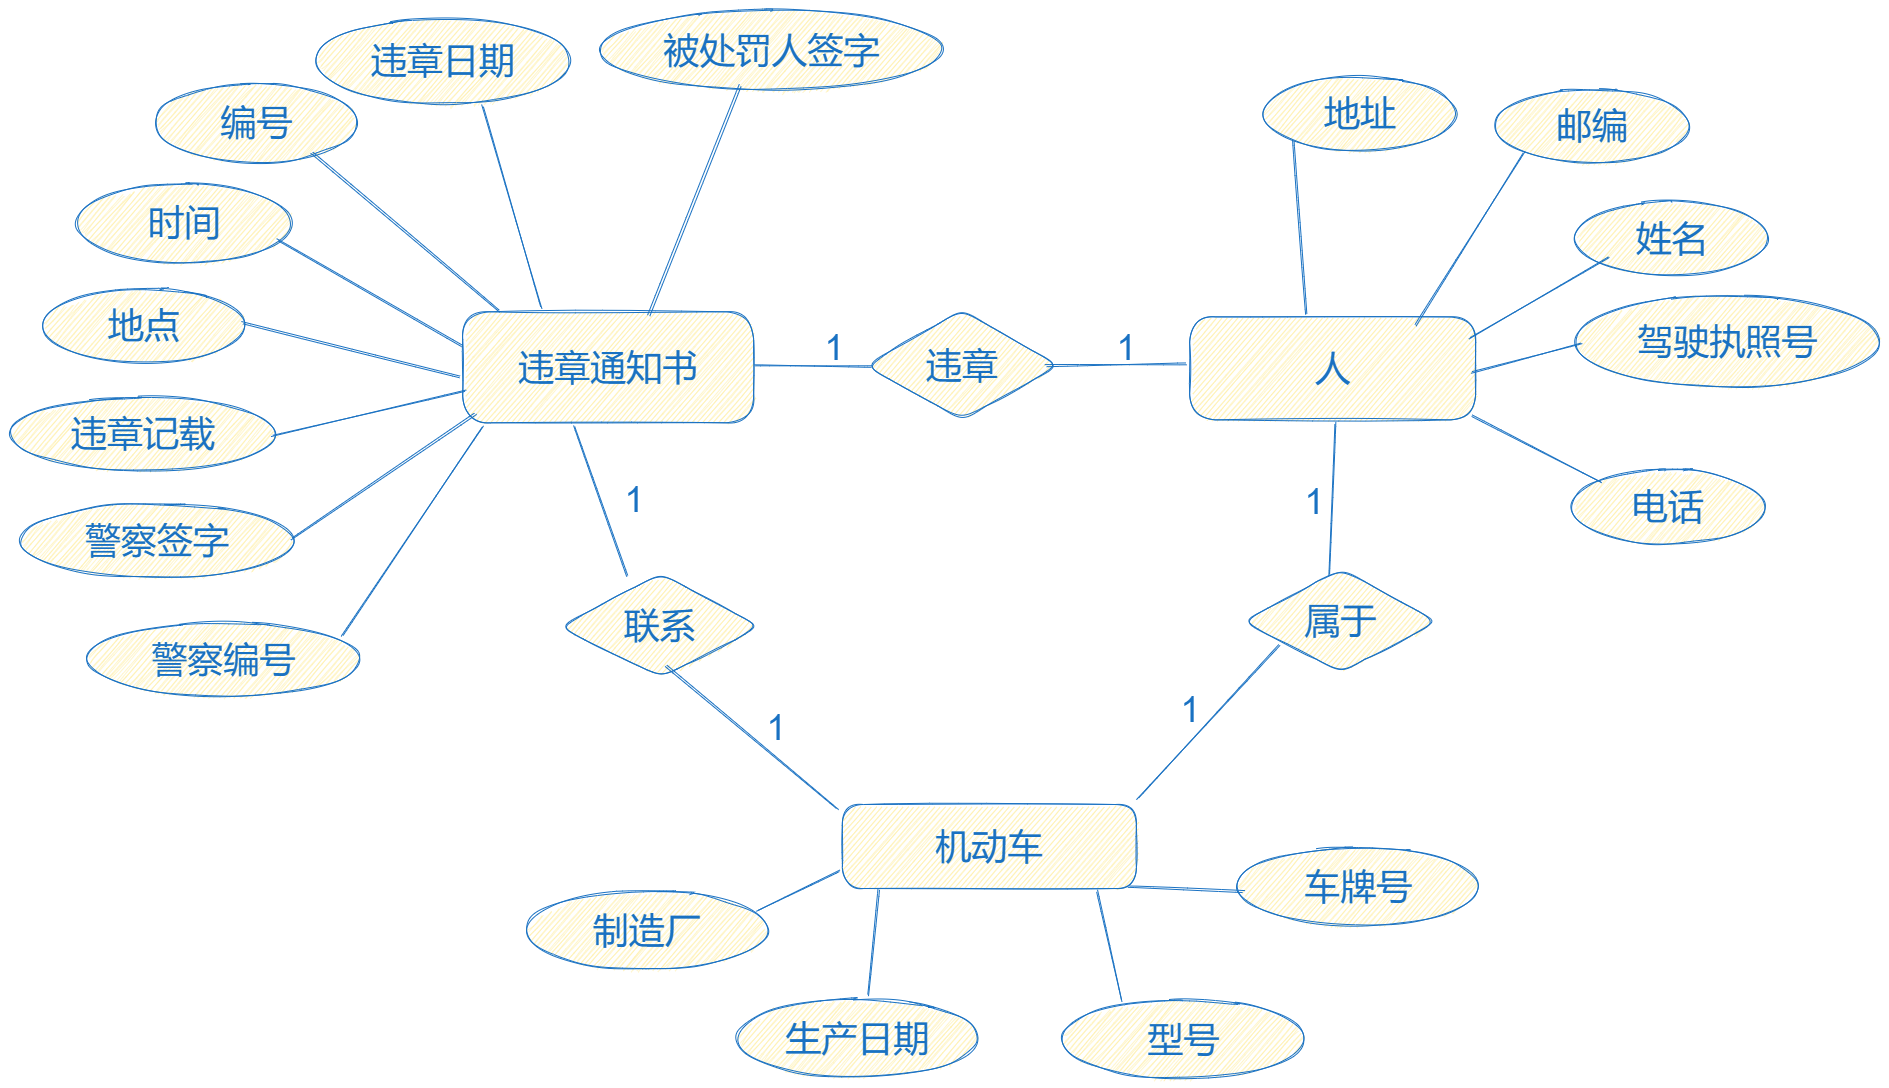 被处罚人签字
违章日期
编号
地址
邮编
时间
姓名
地点
驾驶执照号
1
1
违章通知书
违章
人
违章记载
1
1
电话
警察签字
联系
属于
警察编号
1
1
机动车
车牌号
制造厂
生产日期
型号